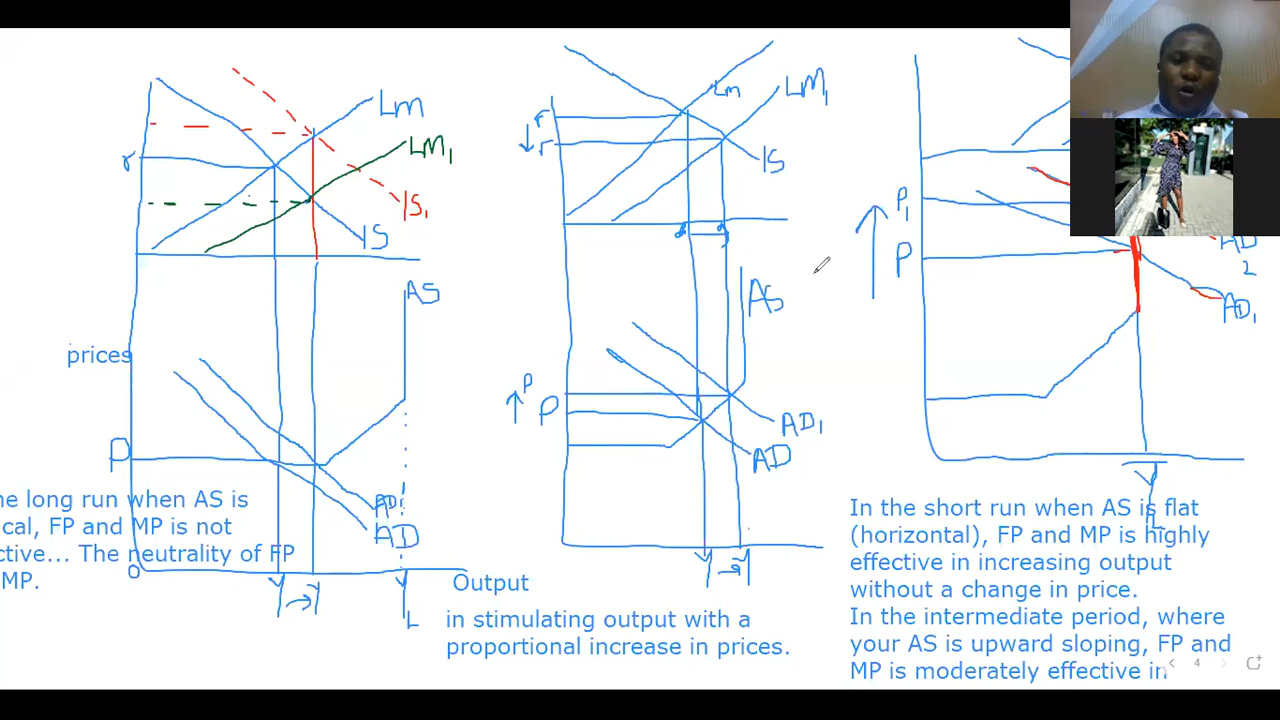 LM
LM1
IS1
IS
r
AS
prices
P
AD1
AD
he long run when AS is
ical, FP and MP is not
ctive... The neutrality of FP
MP.
0
Y
Y
Y
L
Output
r
r
Lm
LM1
IS
AS
P
P
AD1
AD
Y
Y
in stimulating output with a
proportional increase in prices.
P1
P
AD
2
AD1
Y
L
In the short run when AS is flat
(horizontal), FP and MP is highly
effective in increasing output
without a change in price.
In the intermediate period, where
your AS is upward sloping, FP and
MP is moderately effective in
4